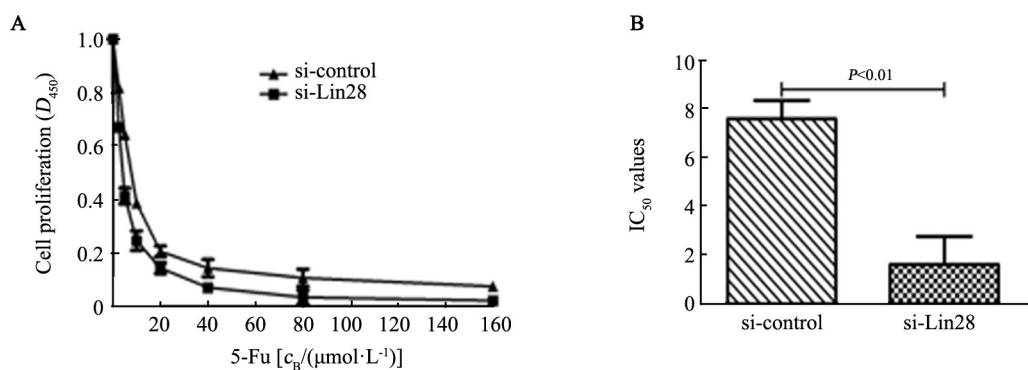 A
Cell proliferation (D450)
1.0
0.8
0.6
0.4
0.2
0
20
40
60
80
100
120
140
160
5-Fu [cB/(μmol·L-1)]
si-control
si-Lin28
B
IC50 values
10
8
6
4
2
0
P<0.01
si-control
si-Lin28